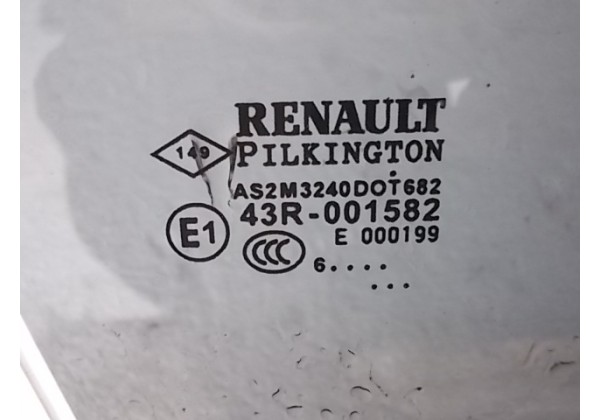 RENAULT
149 PILKINGTON
AS2M3240DOT682
E1 43R-001582
E 000199
CCC 6....
...